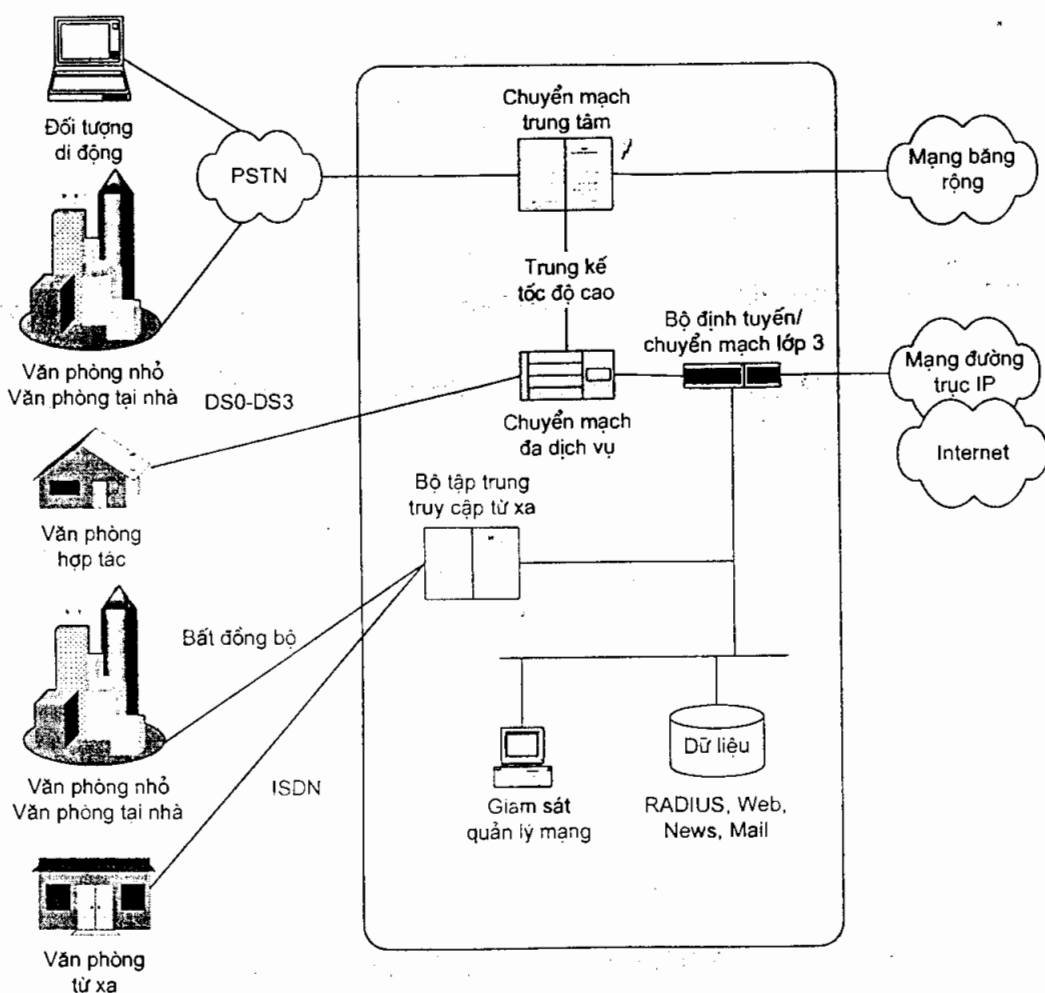 Đối tượng
di động
PSTN
Văn phòng nhỏ
Văn phòng tại nhà
DS0-DS3
Văn phòng
hợp tác
Bất đồng bộ
Văn phòng nhỏ
Văn phòng tại nhà
ISDN
Văn phòng
từ xa
Chuyển mạch
trung tâm
Trung kế
tốc độ cao
Chuyển mạch
đa dịch vụ
Bộ định tuyến/
chuyển mạch lớp 3
Bộ tập trung
truy cập từ xa
Giam sát
quản lý mạng
Dữ liệu
RADIUS, Web,
News, Mail
Mạng băng
rộng
Mạng đường
trục IP
Internet